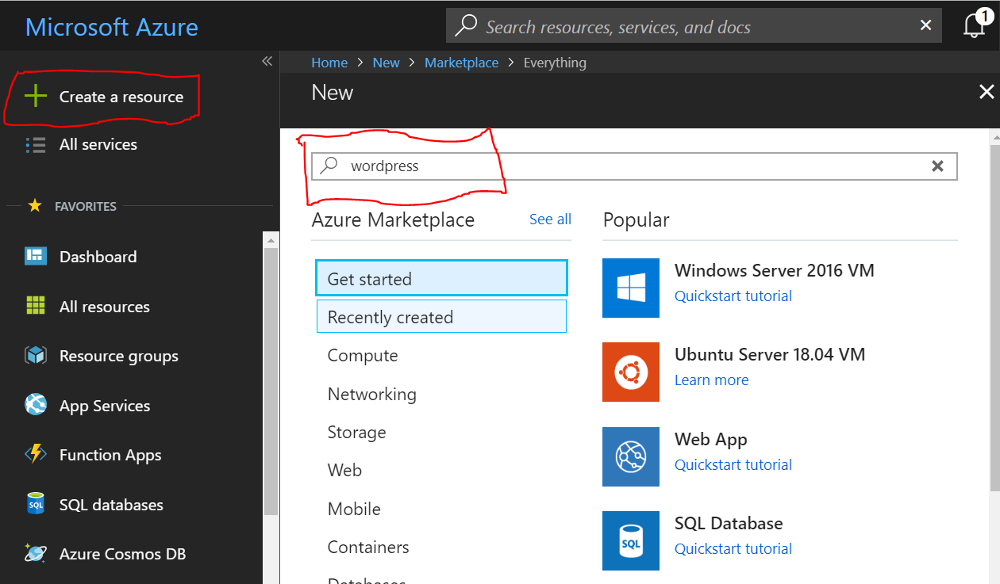 Microsoft Azure
Search resources, services, and docs
1
Create a resource
All services
FAVORITES
Dashboard
All resources
Resource groups
App Services
Function Apps
SQL databases
SQL
Azure Cosmos DB
Home > New > Marketplace > Everything
New
wordpress
Azure Marketplace
See all
Get started
Recently created
Compute
Networking
Storage
Web
Mobile
Containers
Databases
Popular
Windows Server 2016 VM
Quickstart tutorial
Ubuntu Server 18.04 VM
Learn more
Web App
Quickstart tutorial
SQL Database
Quickstart tutorial
SQL